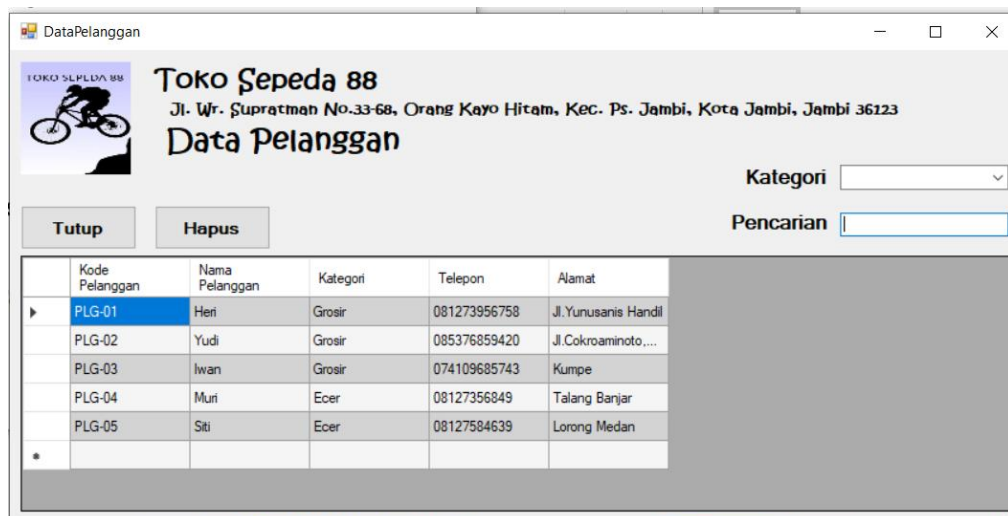 DataPelanggan
TOKO SEPEDA 88
Toko Sepeda 88
Jl. Wr. Supratman No.33-68, Orang Kayo Hitam, Kec. Ps. Jambi, Kota Jambi, Jambi 36123
Data Pelanggan
Kategori
Tutup Hapus Pencarian
Kode Pelanggan Nama Pelanggan Kategori Telepon Alamat
PLG-01 Heri Grosir 081273956758 Jl.Yunusanis Handil
PLG-02 Yudi Grosir 085376859420 Jl.Cokroaminoto,...
PLG-03 Iwan Grosir 074109685743 Kumpe
PLG-04 Muri Ecer 08127356849 Talang Banjar
PLG-05 Siti Ecer 08127584639 Lorong Medan